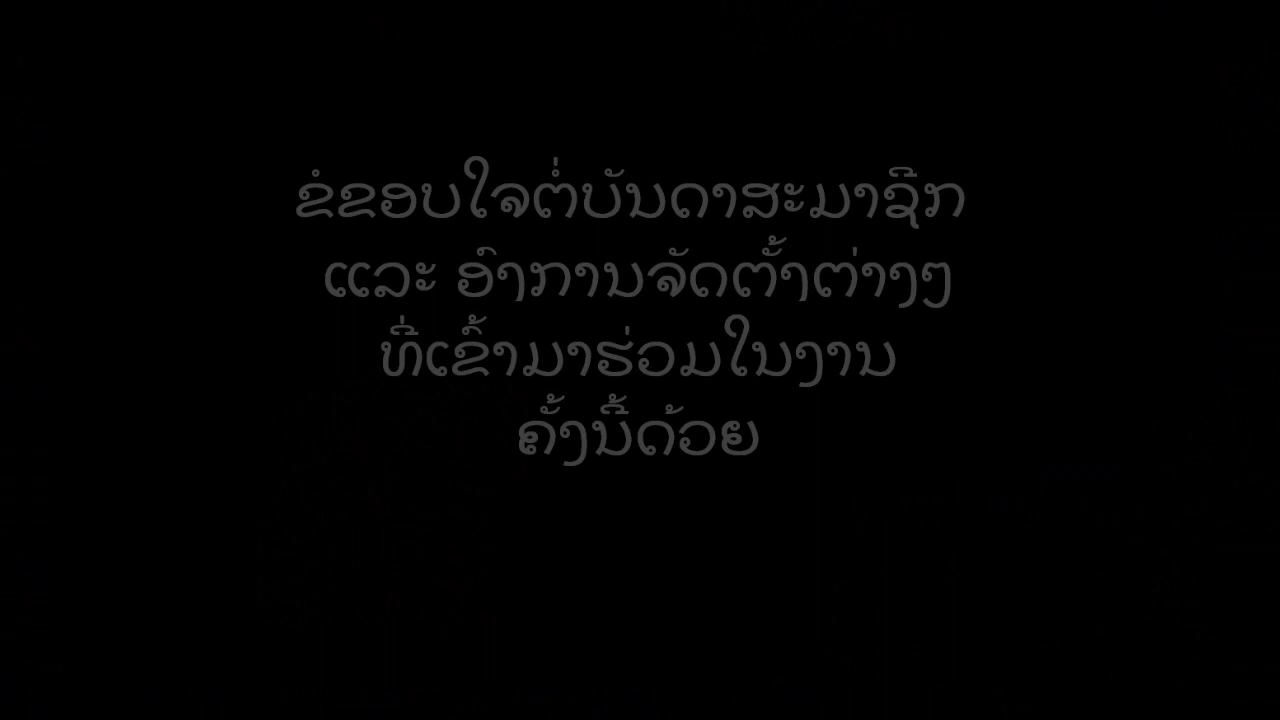 ຂໍຂອບໃຈຕໍ່ບັນດາສະມາຊີກ
ແລະ ອົງການຈັດຕັ້ງຕ່າງໆ
ທີ່ເຂົ້າມາຮ່ວມໃນງານ
ຄັ້ງນີ້ດ້ວຍ